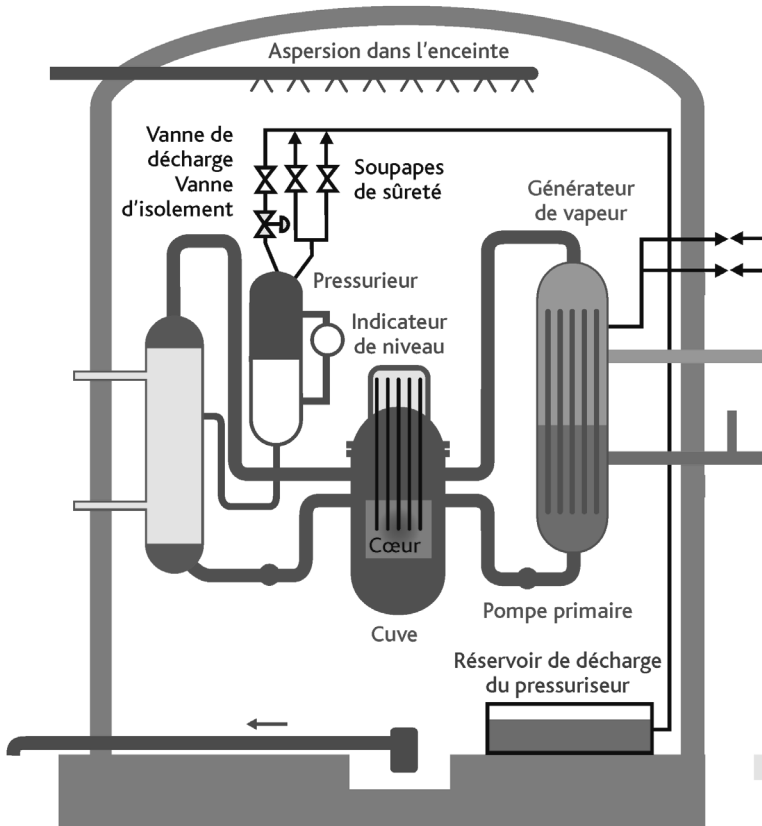 Aspersion dans l'enceinte
Vanne de
décharge
Vanne
d'isolement
Soupapes
de sûreté
Générateur
de vapeur
Pressurieur
Indicateur
de niveau
Cœur
Cuve
Pompe primaire
Réservoir de décharge
du pressuriseur